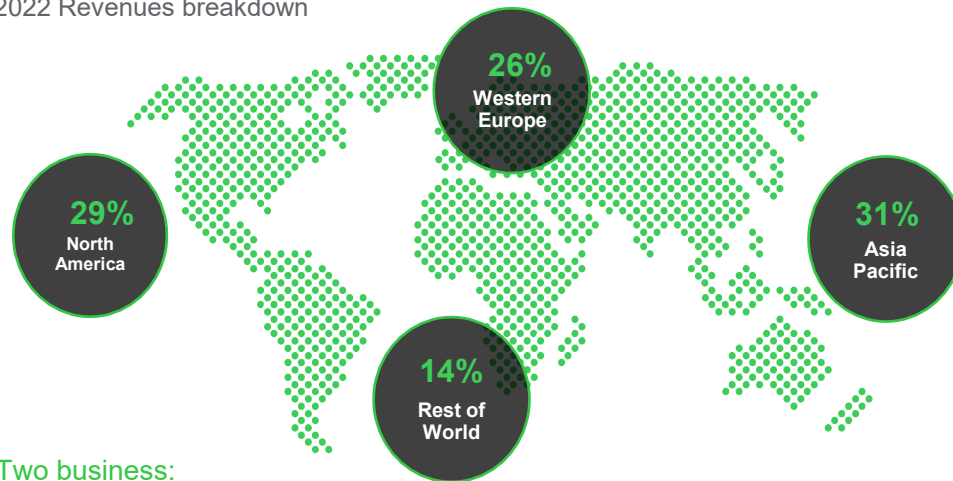 2022 Revenues breakdown
26%
Western
Europe
29%
North
America
31%
Asia
Pacific
14%
Rest of
World
Two business: